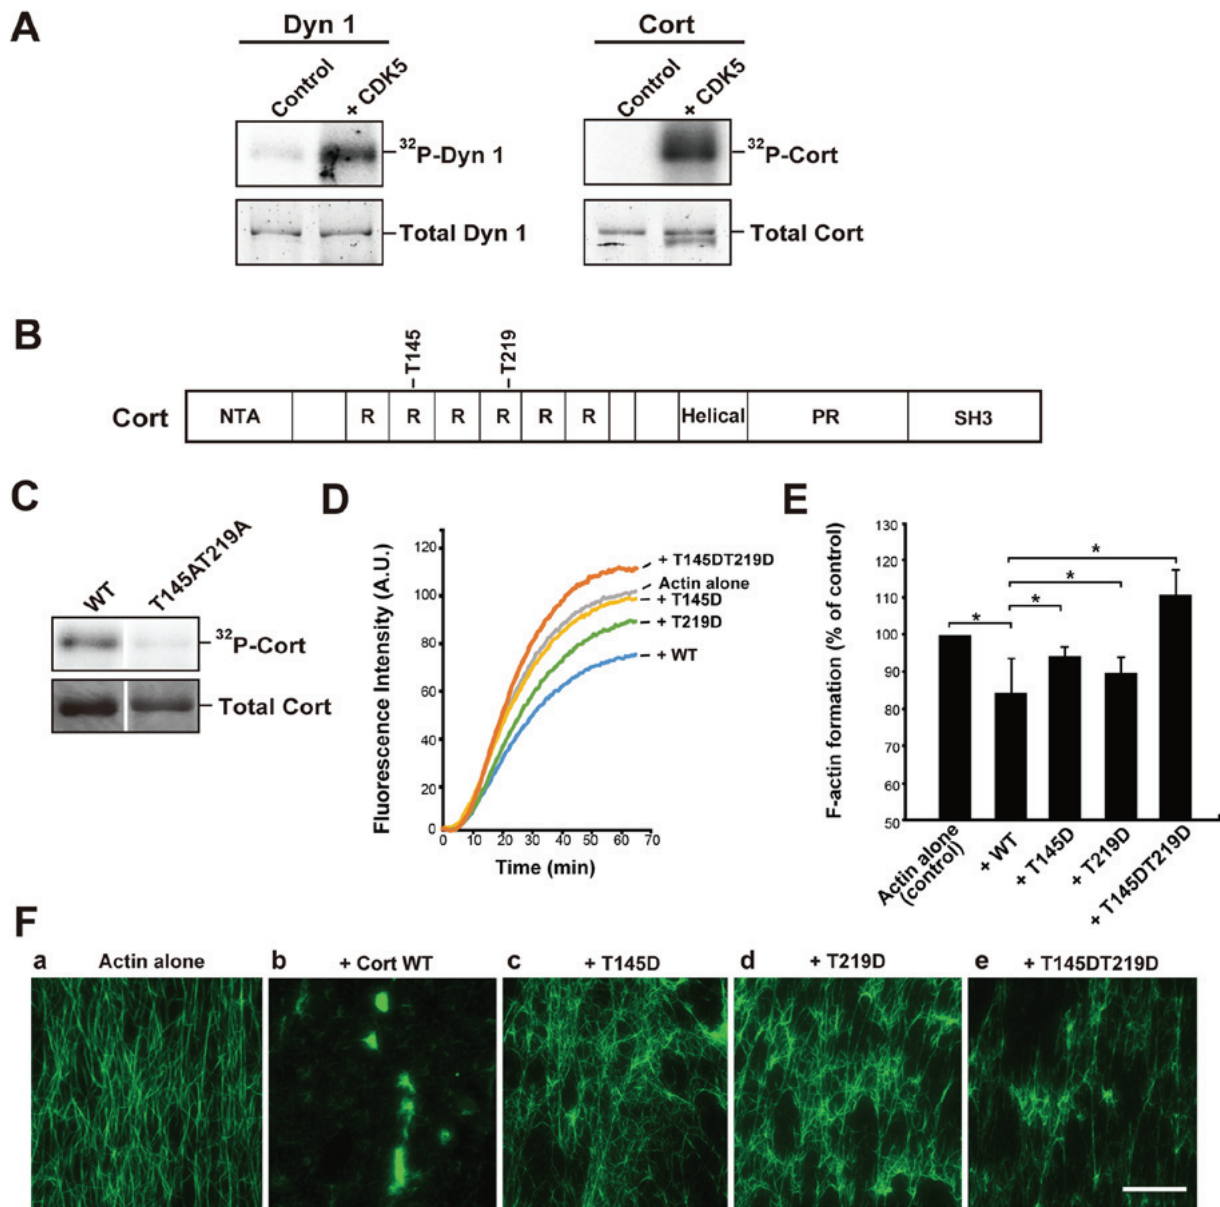 A
Dyn 1
Cort
Control
+ CDK5
Control
+ CDK5
32P-Dyn 1
32P-Cort
Total Dyn 1
Total Cort
B
T145
T219
Cort
NTA
R
R
R
R
R
R
Helical
PR
SH3
C
WT
T145AT219A
32P-Cort
Total Cort
D
Fluorescence Intensity (A.U.)
120
100
80
60
40
20
0
0
10
20
30
40
50
60
70
Time (min)
+ T145DT219D
Actin alone
+ T145D
+ T219D
+ WT
E
F-actin formation (% of control)
130
120
110
100
90
80
70
60
50
*
*
*
*
Actin alone
(control)
+ WT
+ T145D
+ T219D
+ T145DT219D
F
a Actin alone
b + Cort WT
c + T145D
d + T219D
e + T145DT219D